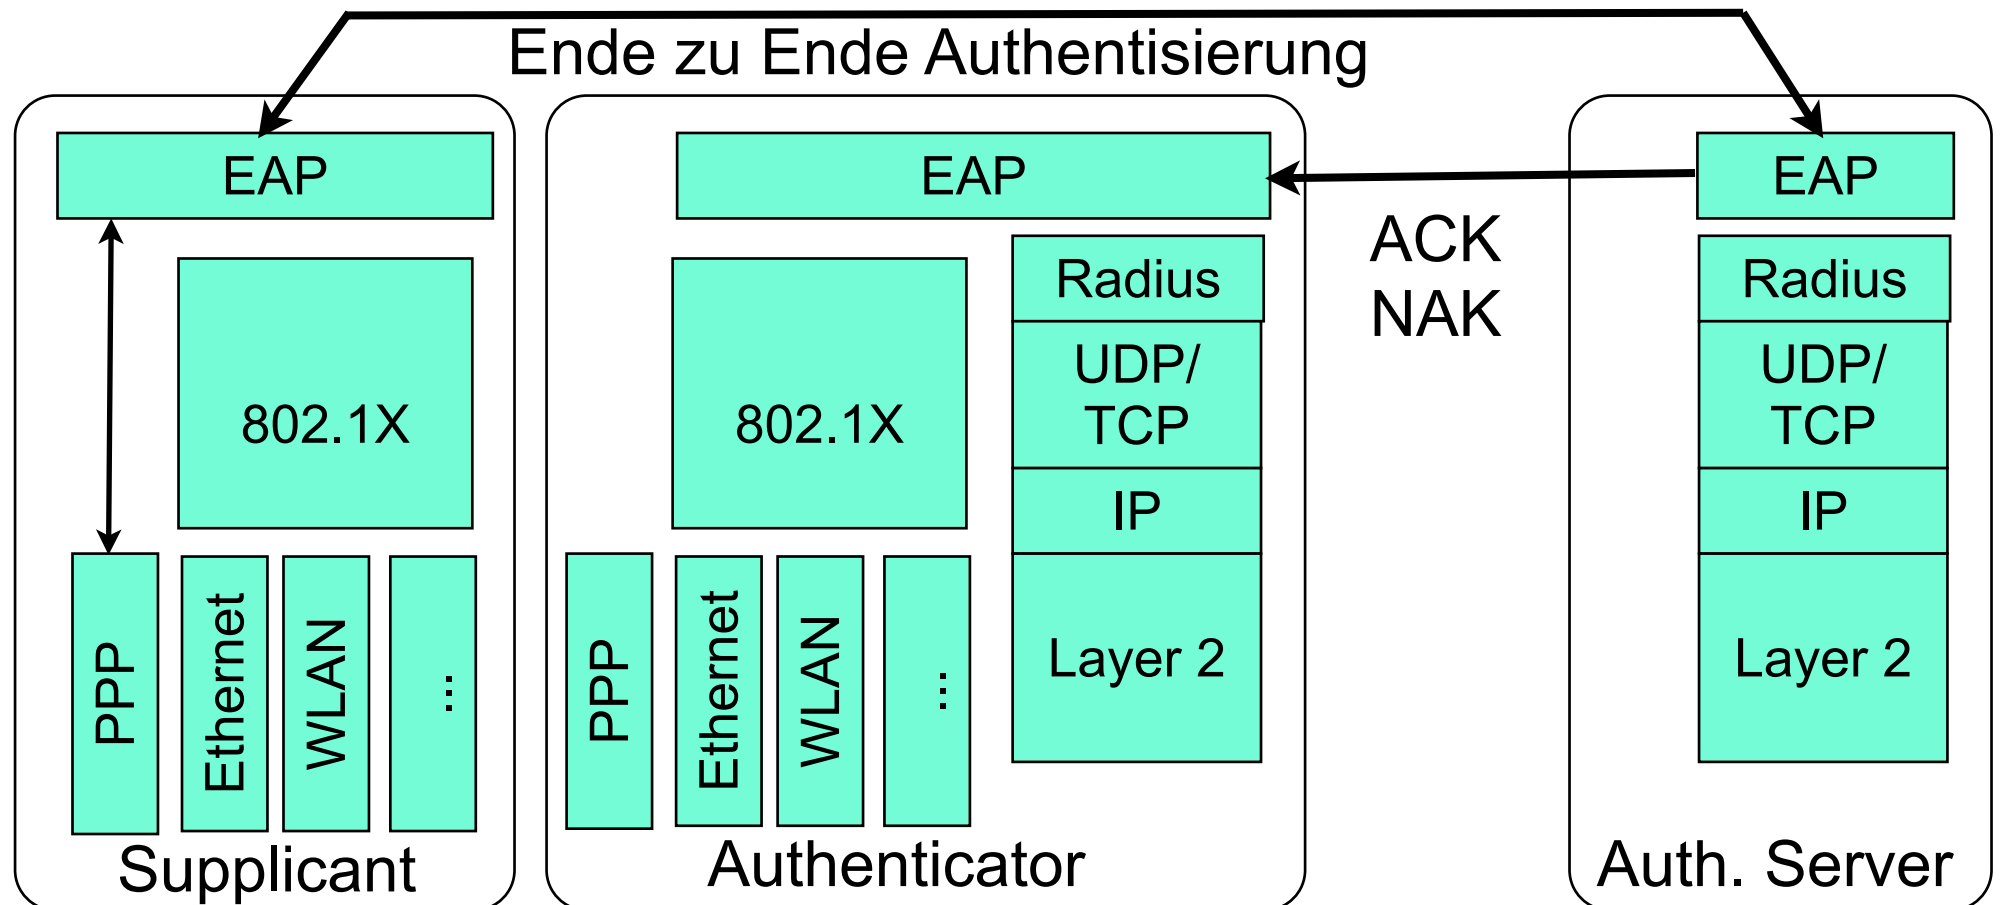 Ende zu Ende Authentisierung
EAP
802.1X
PPP
Ethernet
WLAN
...
Supplicant
EAP
802.1X
Radius
UDP/
TCP
IP
Layer 2
PPP
Ethernet
WLAN
...
Authenticator
ACK
NAK
EAP
Radius
UDP/
TCP
IP
Layer 2
Auth. Server